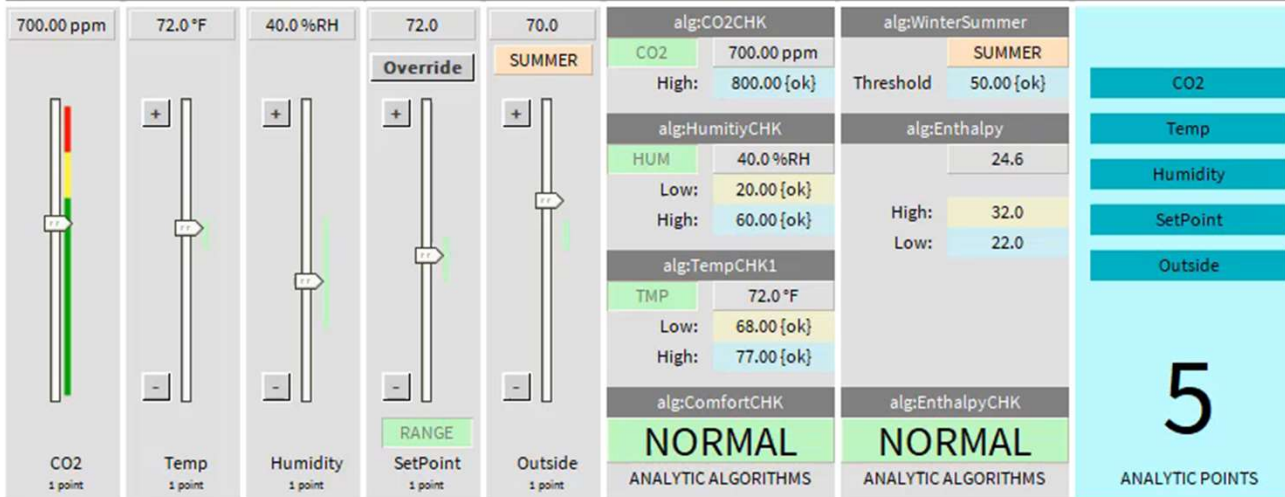 700.00 ppm
CO2
1 point
72.0 °F
+
-
Temp
1 point
40.0 %RH
+
-
Humidity
1 point
72.0
Override
+
-
RANGE
SetPoint
1 point
70.0
SUMMER
+
-
Outside
1 point
alg:CO2CHK
CO2 700.00 ppm
High: 800.00 {ok}
alg:HumitiyCHK
HUM 40.0 %RH
Low: 20.00 {ok}
High: 60.00 {ok}
alg:TempCHK1
TMP 72.0 °F
Low: 68.00 {ok}
High: 77.00 {ok}
alg:ComfortCHK
NORMAL
ANALYTIC ALGORITHMS
alg:WinterSummer
SUMMER
Threshold 50.00 {ok}
alg:Enthalpy
24.6
High: 32.0
Low: 22.0
alg:EnthalpyCHK
NORMAL
ANALYTIC ALGORITHMS
CO2
Temp
Humidity
SetPoint
Outside
5
ANALYTIC POINTS